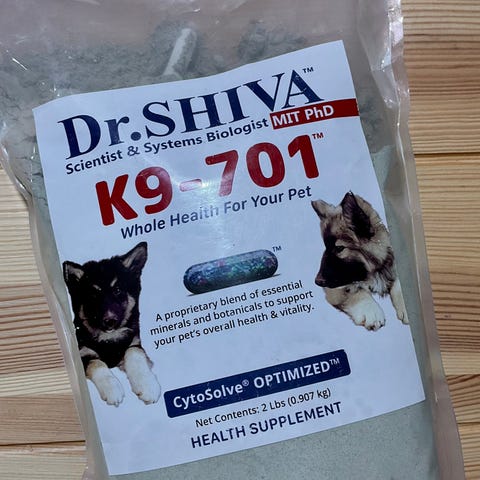 Dr.SHIVA™
Scientist & Systems Biologist MIT PhD
K9-701™
Whole Health For Your Pet
™
A proprietary blend of essential
minerals and botanicals to support
your pet's overall health & vitality.
CytoSolve® OPTIMIZED™
Net Contents: 2 Lbs (0.907 kg)
HEALTH SUPPLEMENT